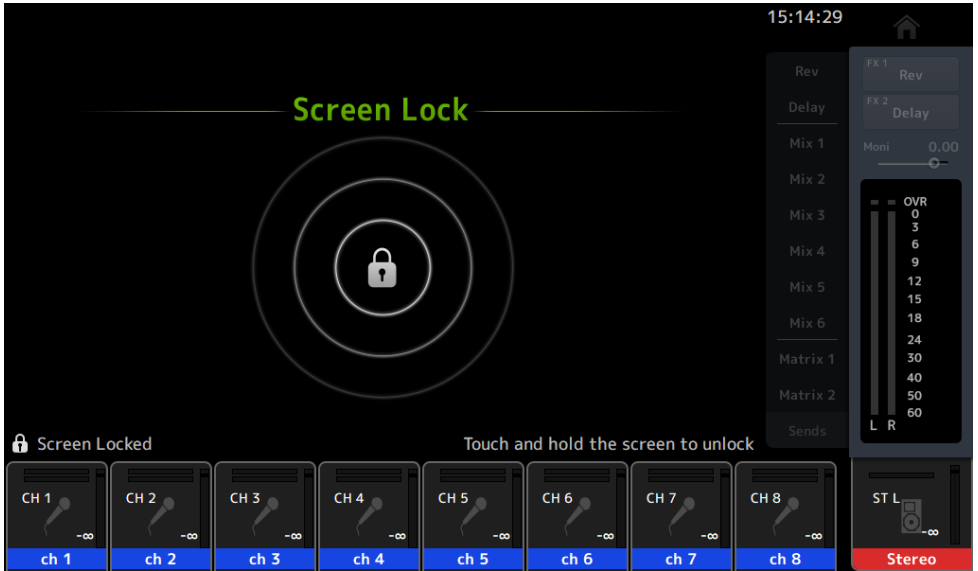 15:14:29
Screen Lock
Rev
Delay
Mix 1
Mix 2
Mix 3
Mix 4
Mix 5
Mix 6
Matrix 1
Matrix 2
Sends
FX 1
Rev
FX 2
Delay
Moni 0.00
OVR
0
3
6
9
12
15
18
24
30
40
50
60
L R
Screen Locked
Touch and hold the screen to unlock
CH 1
-∞
ch 1
CH 2
-∞
ch 2
CH 3
-∞
ch 3
CH 4
-∞
ch 4
CH 5
-∞
ch 5
CH 6
-∞
ch 6
CH 7
-∞
ch 7
CH 8
-∞
ch 8
ST L
-∞
Stereo